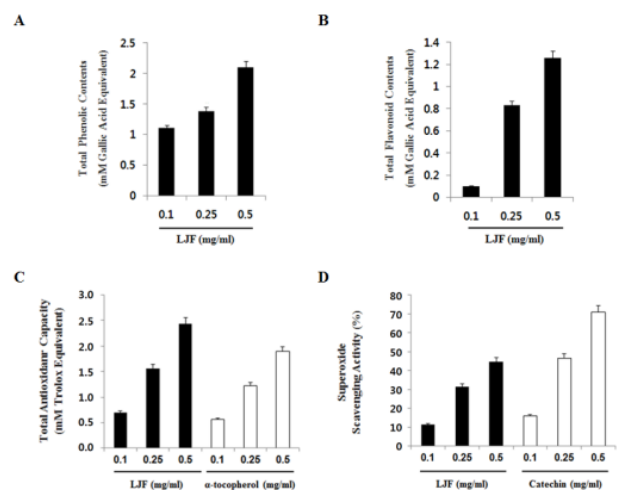 A
Total Phenolic Contents
(mM Gallic Acid Equivalent)
2.5
2
1.5
1
0.5
0
0.1 0.25 0.5
LJF (mg/ml)
B
Total Flavonoid Contents
(mM Gallic Acid Equivalent)
1.4
1.2
1
0.8
0.6
0.4
0.2
0
0.1 0.25 0.5
LJF (mg/ml)
C
Total Antioxidant Capacity
(mM Trolox Equivalent)
3.0
2.5
2.0
1.5
1.0
0.5
0.0
0.1 0.25 0.5 0.1 0.25 0.5
LJF (mg/ml) α-tocopherol (mg/ml)
D
Superoxide
Scavenging Activity (%)
80
70
60
50
40
30
20
10
0
0.1 0.25 0.5 0.1 0.25 0.5
LJF (mg/ml) Catechin (mg/ml)